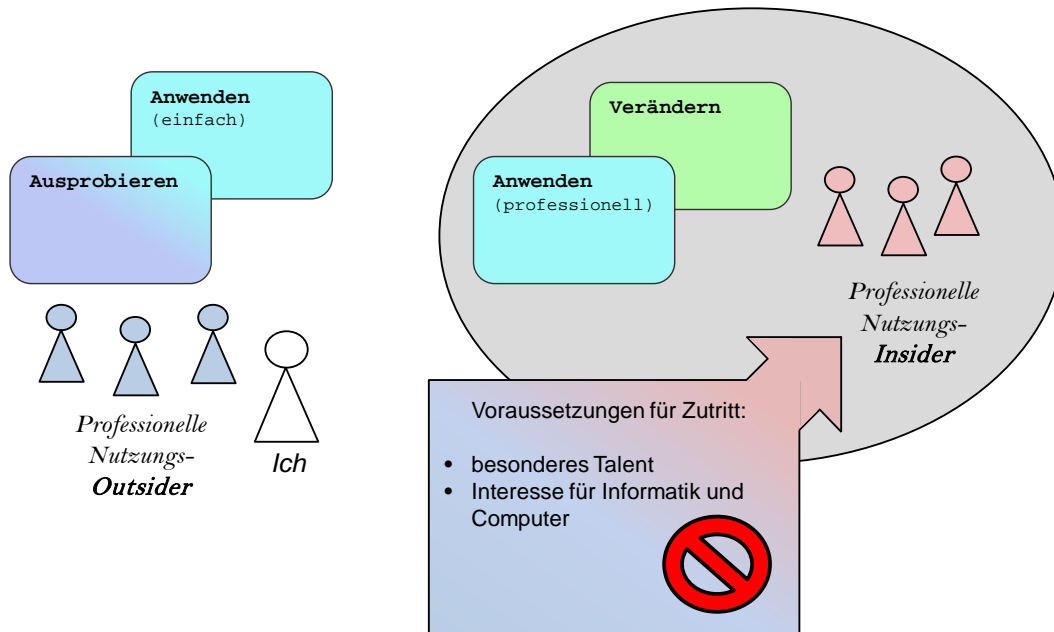 Anwenden
(einfach)
Ausprobieren
Professionelle
Nutzungs-
Outsider
Ich
Verändern
Anwenden
(professionell)
Professionelle
Nutzungs-
Insider
Voraussetzungen für Zutritt:
• besonderes Talent
• Interesse für Informatik und
Computer